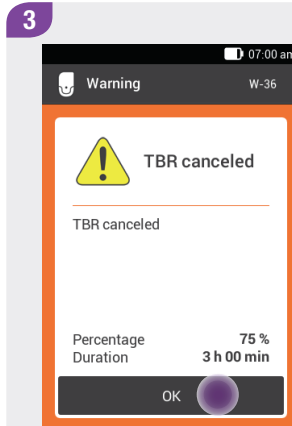 3
07:00 am
Warning W-36
TBR canceled
TBR canceled
Percentage 75 %
Duration 3 h 00 min
OK